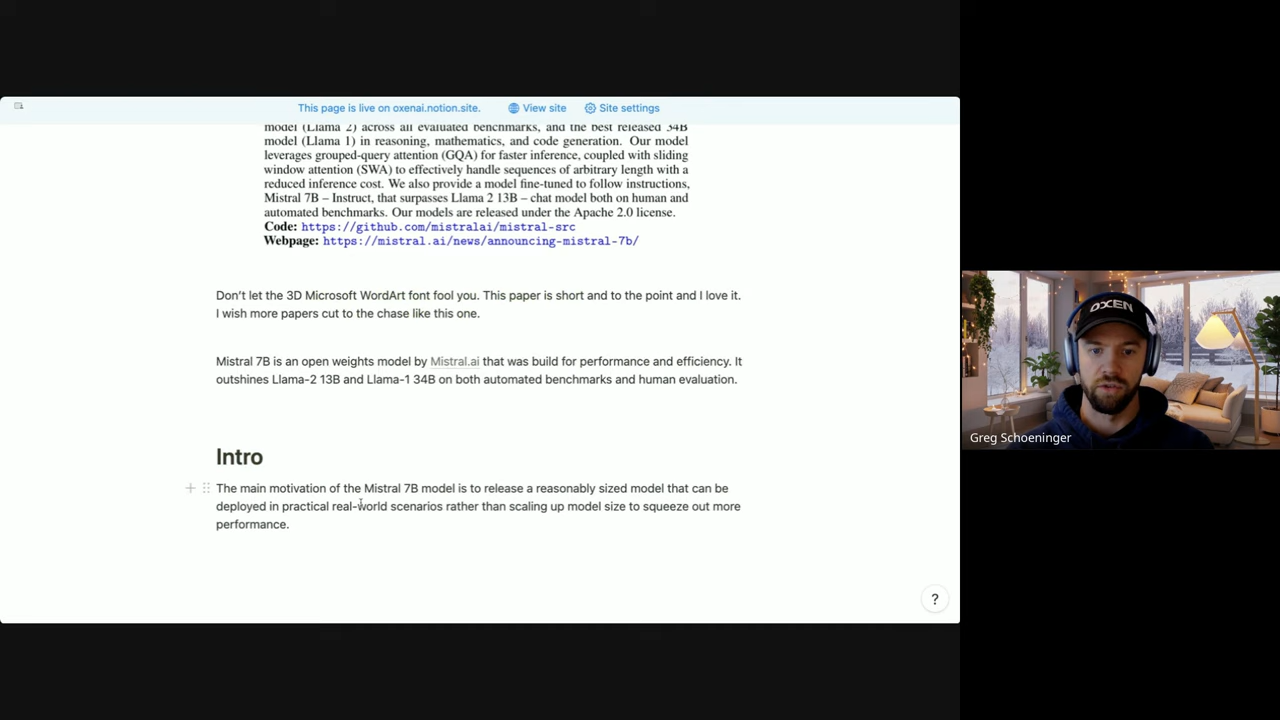 This page is live on oxenai.notion.site. View site Site settings
model (Llama 2) across all evaluated benchmarks, and the best released 34B
model (Llama 1) in reasoning, mathematics, and code generation. Our model
leverages grouped-query attention (GQA) for faster inference, coupled with sliding
window attention (SWA) to effectively handle sequences of arbitrary length with a
reduced inference cost. We also provide a model fine-tuned to follow instructions,
Mistral 7B – Instruct, that surpasses Llama 2 13B – chat model both on human and
automated benchmarks. Our models are released under the Apache 2.0 license.
Code: https://github.com/mistralai/mistral-src
Webpage: https://mistral.ai/news/announcing-mistral-7b/
Don't let the 3D Microsoft WordArt font fool you. This paper is short and to the point and I love it.
I wish more papers cut to the chase like this one.
Mistral 7B is an open weights model by Mistral.ai that was build for performance and efficiency. It
outshines Llama-2 13B and Llama-1 34B on both automated benchmarks and human evaluation.
Intro
The main motivation of the Mistral 7B model is to release a reasonably sized model that can be
deployed in practical real-world scenarios rather than scaling up model size to squeeze out more
performance.
?
OXEN
Greg Schoeninger